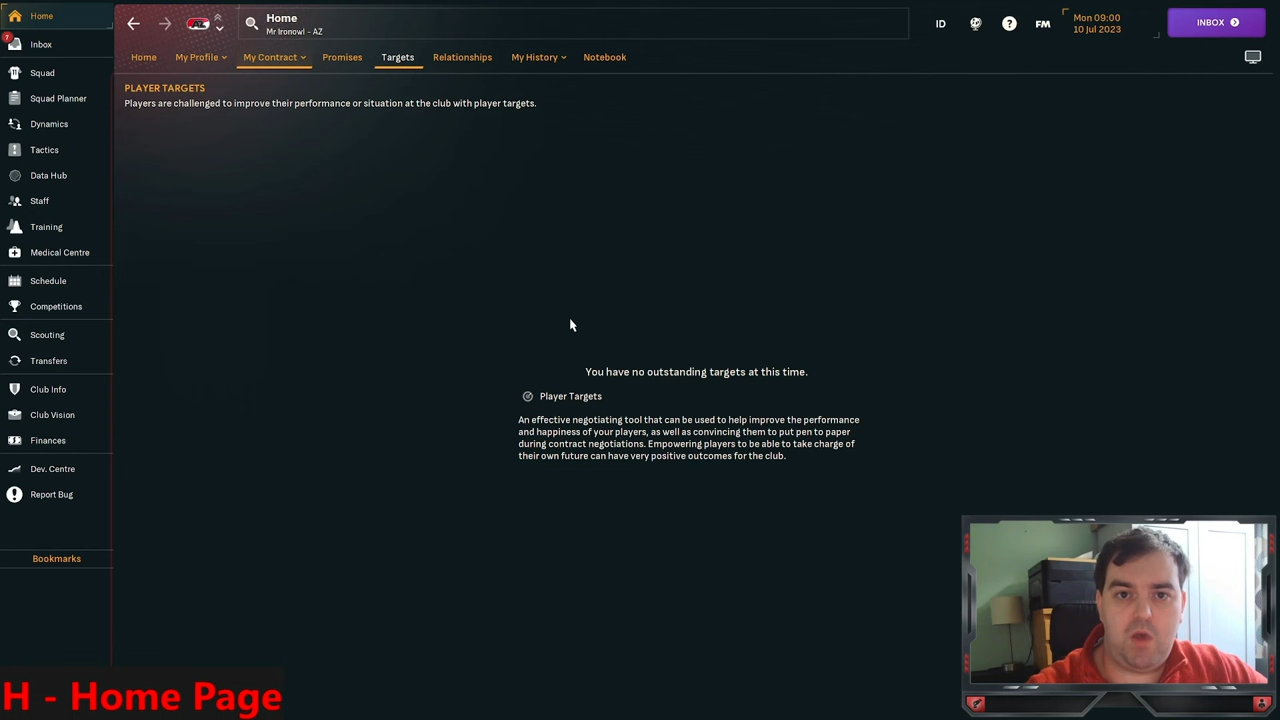 Home
Home
Mr Ironowl - AZ
ID
FM
Mon 09:00
10 Jul 2023
INBOX
7
Inbox
Home
My Profile
My Contract
Promises
Targets
Relationships
My History
Notebook
Squad
Squad Planner
Dynamics
Tactics
Data Hub
Staff
Training
Medical Centre
Schedule
Competitions
Scouting
Transfers
Club Info
Club Vision
Finances
Dev. Centre
Report Bug
Bookmarks
PLAYER TARGETS
Players are challenged to improve their performance or situation at the club with player targets.
You have no outstanding targets at this time.
Player Targets
An effective negotiating tool that can be used to help improve the performance
and happiness of your players, as well as convincing them to put pen to paper
during contract negotiations. Empowering players to be able to take charge of
their own future can have very positive outcomes for the club.
H - Home Page